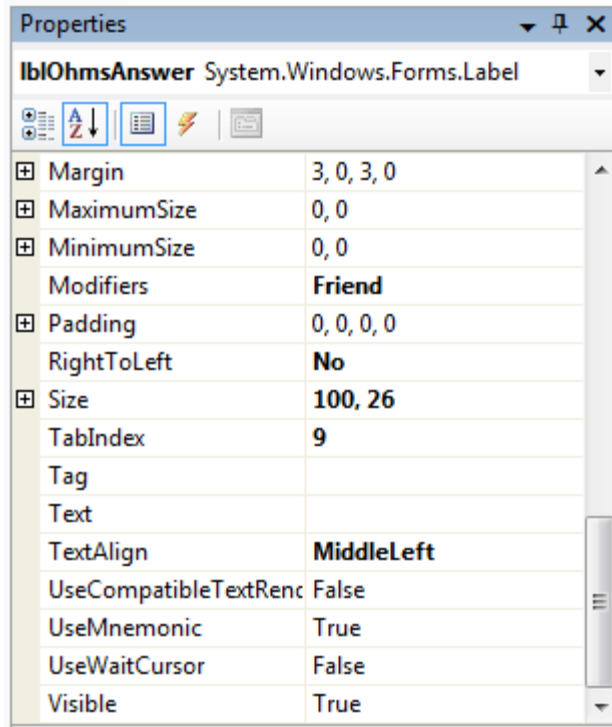 Properties
lblOhmsAnswer System.Windows.Forms.Label
A
Z
Margin 3, 0, 3, 0
MaximumSize 0, 0
MinimumSize 0, 0
Modifiers Friend
Padding 0, 0, 0, 0
RightToLeft No
Size 100, 26
TabIndex 9
Tag
Text
TextAlign MiddleLeft
UseCompatibleTextRenc False
UseMnemonic True
UseWaitCursor False
Visible True